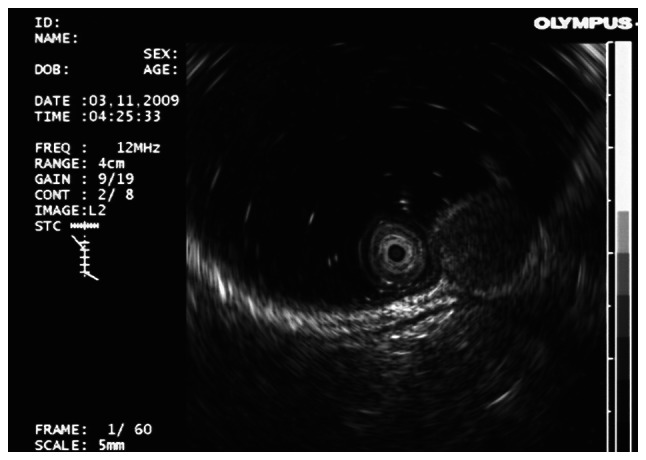 ID:
OLYMPUS
NAME:
SEX:
DOB: AGE:
DATE :03.11.2009
TIME :04:25:33
FREQ : 12MHz
RANGE: 4cm
GAIN : 9/19
CONT : 2/ 8
IMAGE:L2
STC
FRAME: 1/ 60
SCALE: 5mm